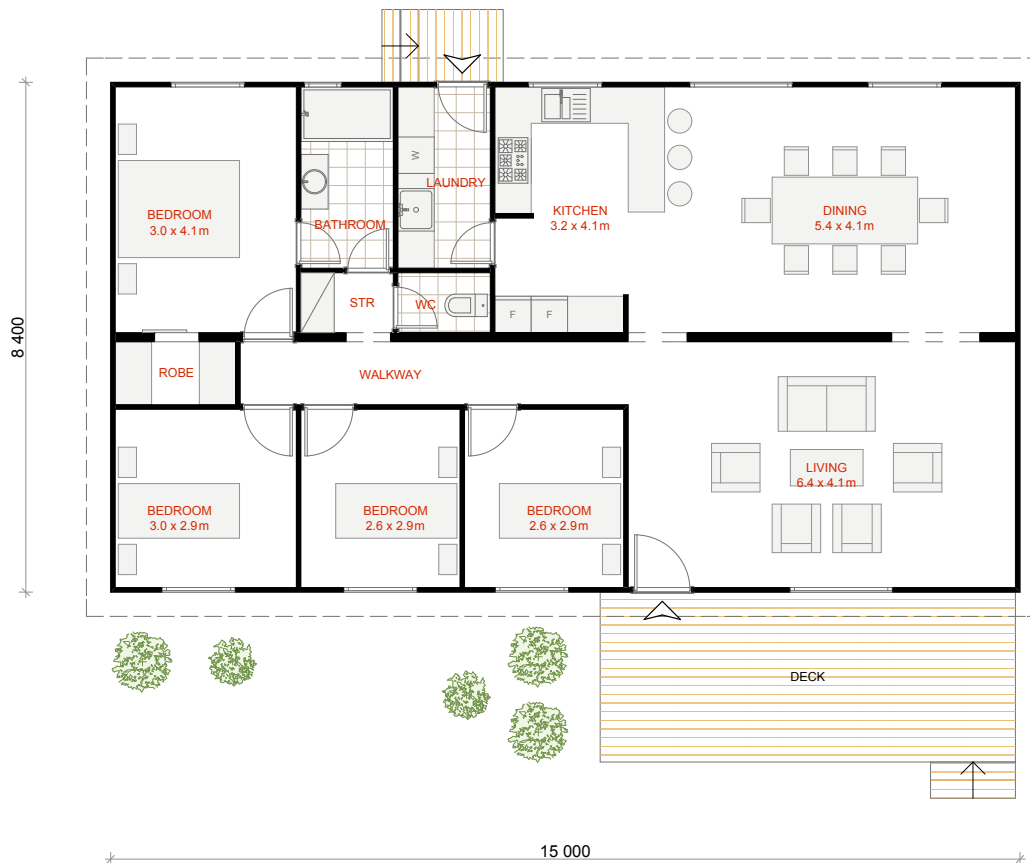 BEDROOM
3.0 x 4.1m
BATHROOM
LAUNDRY
W
KITCHEN
3.2 x 4.1m
DINING
5.4 x 4.1m
STR
WC
F
F
8 400
ROBE
WALKWAY
LIVING
6.4 x 4.1m
BEDROOM
3.0 x 2.9m
BEDROOM
2.6 x 2.9m
BEDROOM
2.6 x 2.9m
DECK
15 000